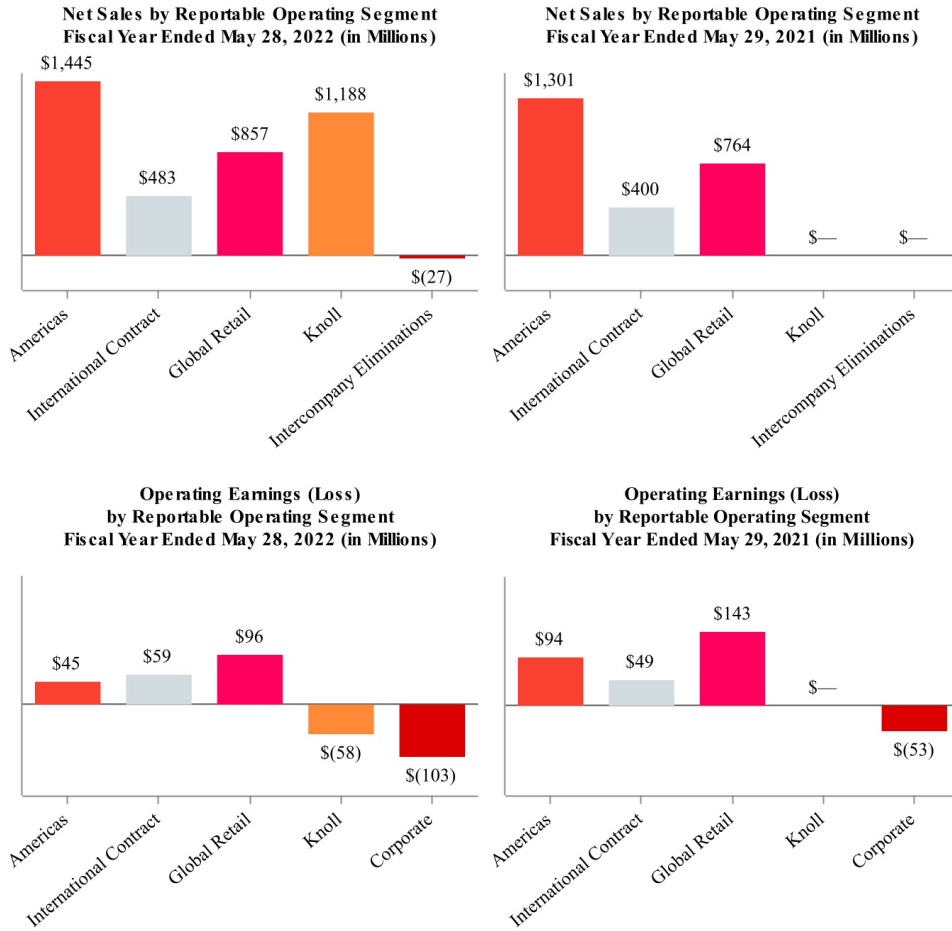 Net Sales by Reportable Operating Segment
Fiscal Year Ended May 28, 2022 (in Millions)
$1,445
$483
$857
$1,188
$(27)
Americas
International Contract
Global Retail
Knoll
Intercompany Eliminations
Net Sales by Reportable Operating Segment
Fiscal Year Ended May 29, 2021 (in Millions)
$1,301
$400
$764
$—
$—
Americas
International Contract
Global Retail
Knoll
Intercompany Eliminations
Operating Earnings (Loss)
by Reportable Operating Segment
Fiscal Year Ended May 28, 2022 (in Millions)
$45
$59
$96
$(58)
$(103)
Americas
International Contract
Global Retail
Knoll
Corporate
Operating Earnings (Loss)
by Reportable Operating Segment
Fiscal Year Ended May 29, 2021 (in Millions)
$94
$49
$143
$—
$(53)
Americas
International Contract
Global Retail
Knoll
Corporate